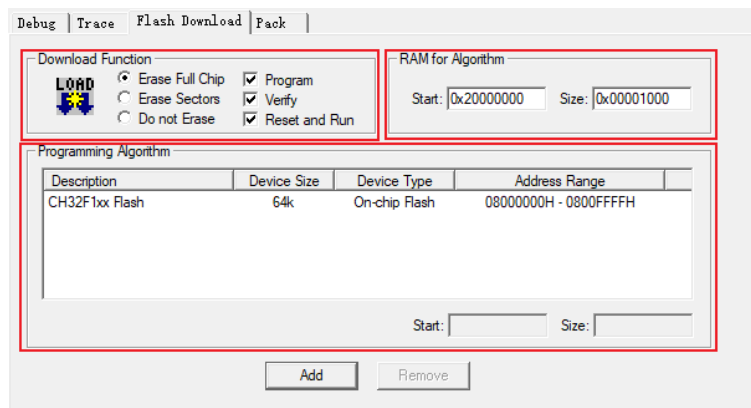 Debug Trace Flash Download Pack
Download Function
LOAD
Erase Full Chip
Erase Sectors
Do not Erase
Program
Verify
Reset and Run
RAM for Algorithm
Start: 0x20000000 Size: 0x00001000
Programming Algorithm
Description Device Size Device Type Address Range
CH32F1xx Flash 64k On-chip Flash 08000000H - 0800FFFFH
Start: Size:
Add Remove